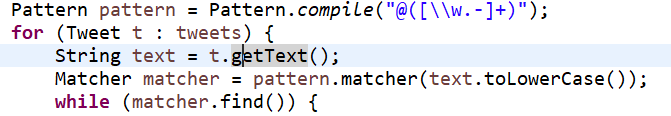 Pattern pattern = Pattern.compile("@([\\w.-]+)");
for (Tweet t : tweets) {
    String text = t.getText();
    Matcher matcher = pattern.matcher(text.toLowerCase());
    while (matcher.find()) {